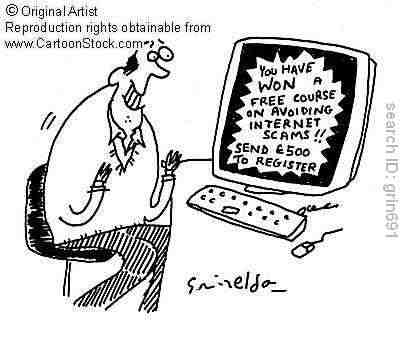 © Original Artist
Reproduction rights obtainable from
www.CartoonStock.com
YOU HAVE
WON A
FREE COURSE
ON AVOIDING
INTERNET
SCAMS!!
SEND £500
TO REGISTER
Grizelda
search ID: grin691